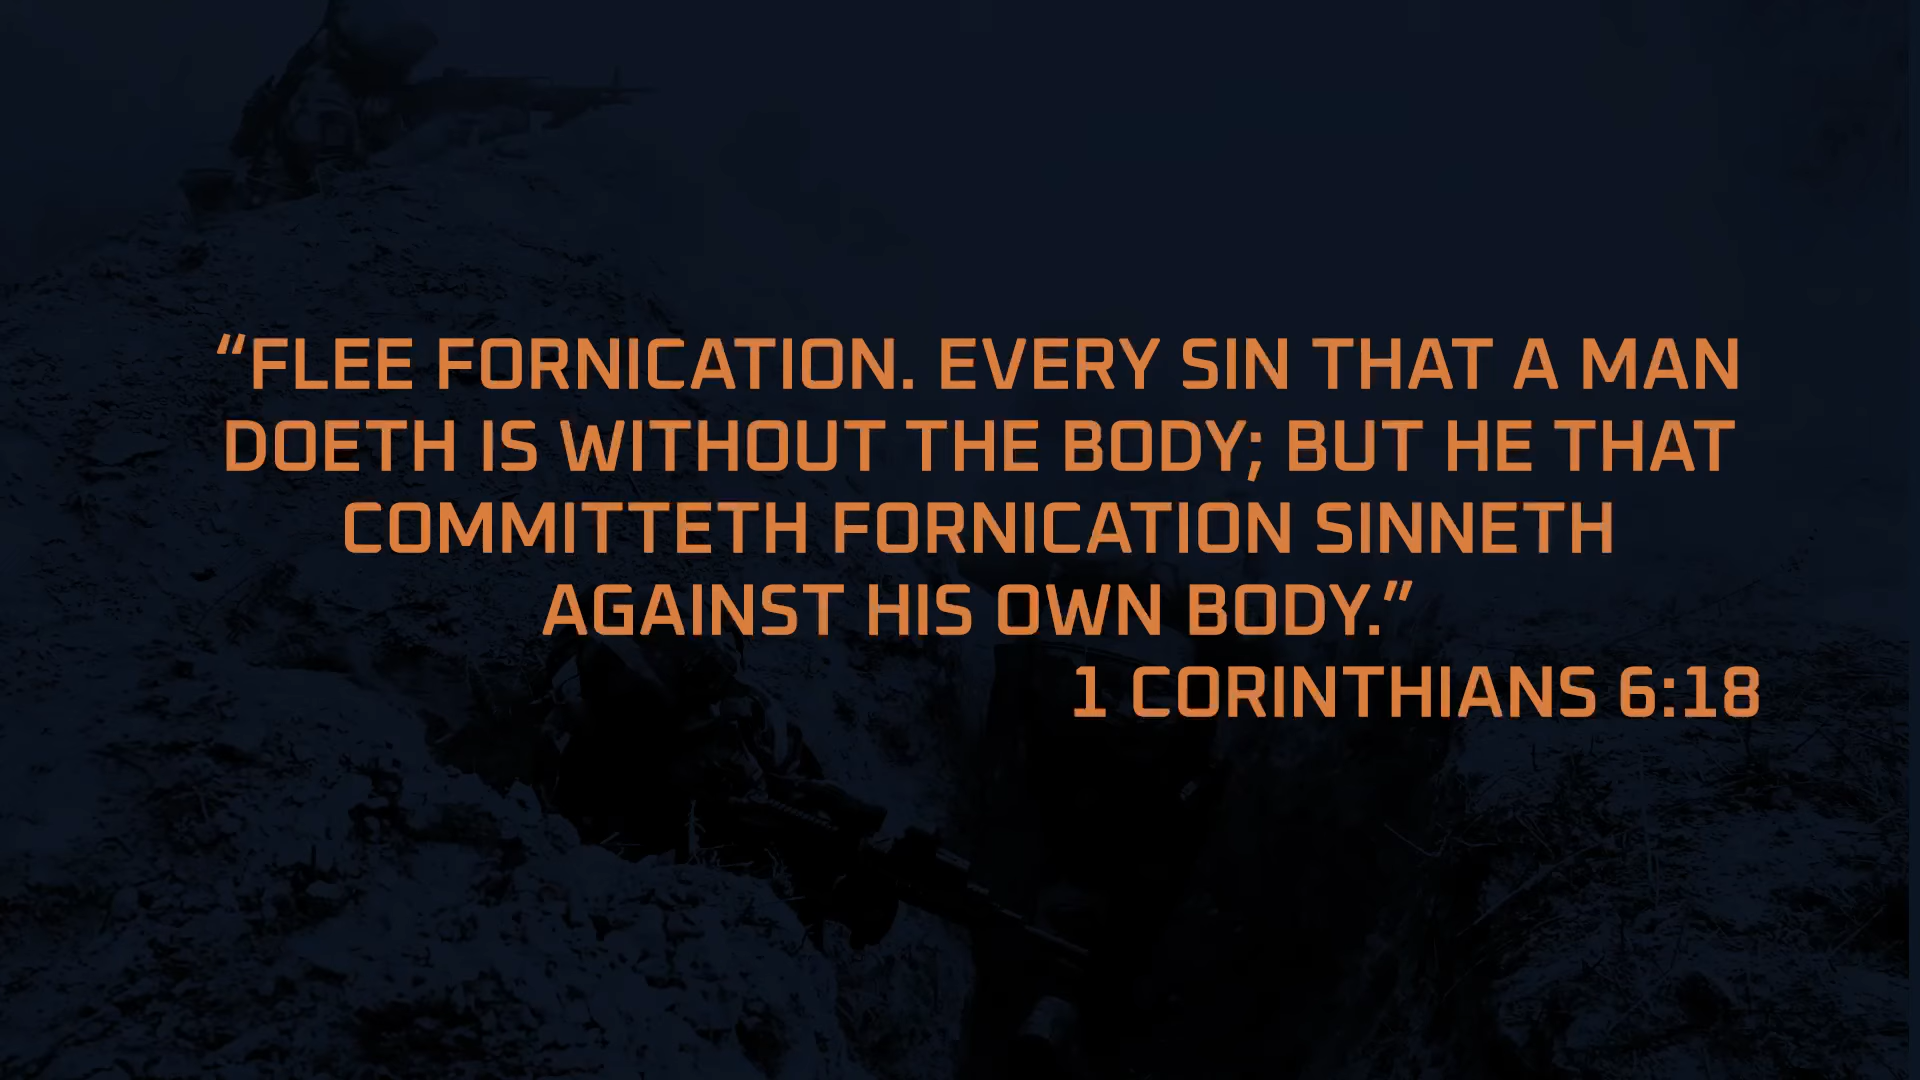 “FLEE FORNICATION. EVERY SIN THAT A MAN
DOETH IS WITHOUT THE BODY; BUT HE THAT
COMMITTETH FORNICATION SINNETH
AGAINST HIS OWN BODY.”
1 CORINTHIANS 6:18